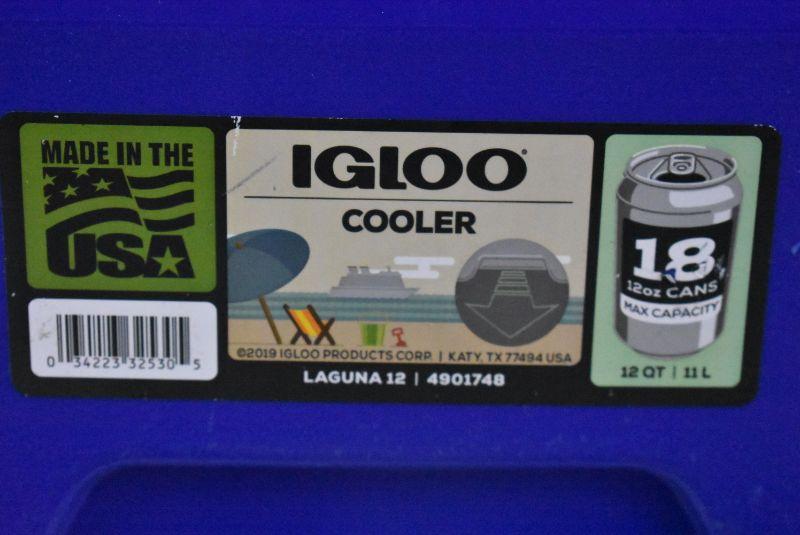 MADE IN THE
USA
0 34223 32530 5
IGLOO
COOLER
©2019 IGLOO PRODUCTS CORP. | KATY, TX 77494 USA
LAGUNA 12 | 4901748
18
12oz CANS
MAX CAPACITY
12 QT | 11 L